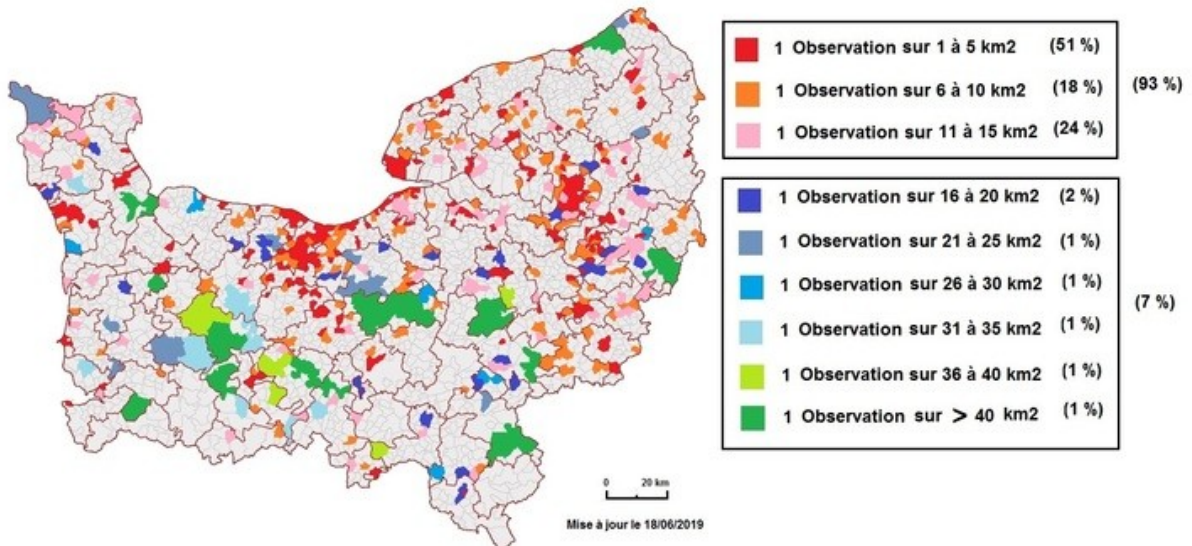 1 Observation sur 1 à 5 km2 (51 %)
1 Observation sur 6 à 10 km2 (18 %)
(93 %)
1 Observation sur 11 à 15 km2 (24 %)
1 Observation sur 16 à 20 km2 (2 %)
1 Observation sur 21 à 25 km2 (1 %)
1 Observation sur 26 à 30 km2 (1 %)
(7 %)
1 Observation sur 31 à 35 km2 (1 %)
1 Observation sur 36 à 40 km2 (1 %)
1 Observation sur > 40 km2 (1 %)
0 20 km
Mise à jour le 18/06/2019